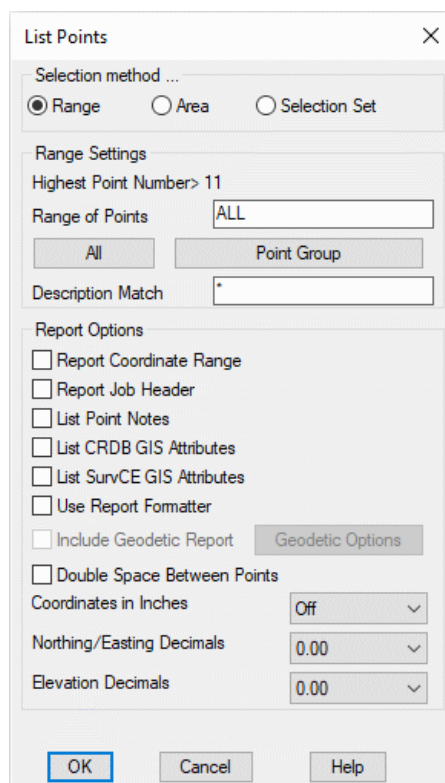 List Points
Selection method ...
Range Area Selection Set
Range Settings
Highest Point Number> 11
Range of Points ALL
All Point Group
Description Match *
Report Options
Report Coordinate Range
Report Job Header
List Point Notes
List CRDB GIS Attributes
List SurvCE GIS Attributes
Use Report Formatter
Include Geodetic Report Geodetic Options
Double Space Between Points
Coordinates in Inches Off
Northing/Easting Decimals 0.00
Elevation Decimals 0.00
OK Cancel Help